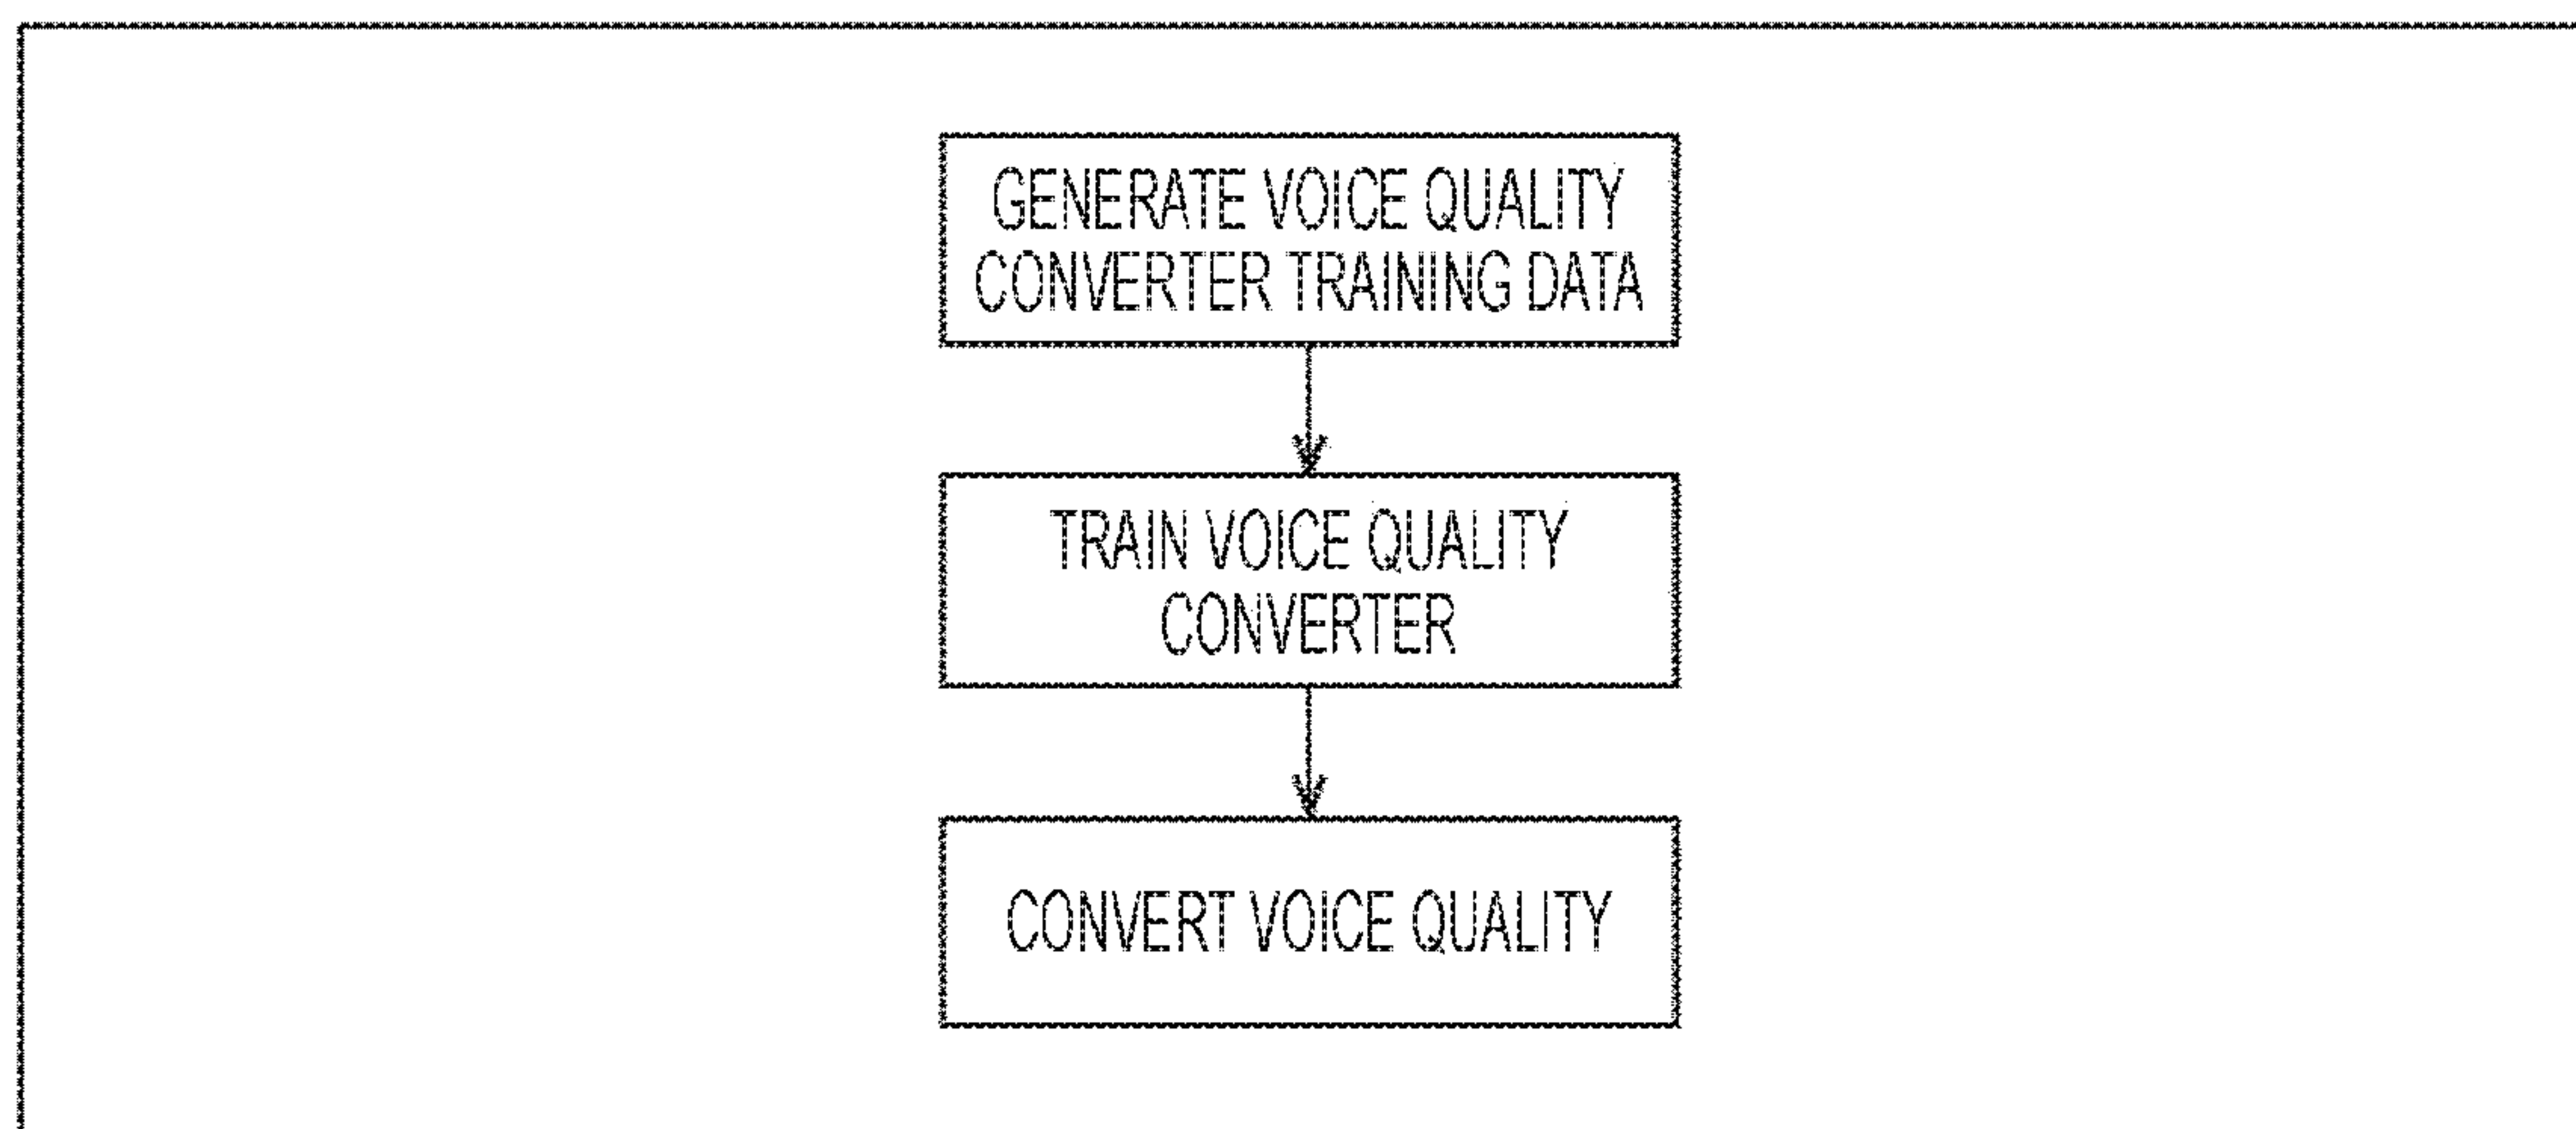 GENERATE VOICE QUALITY
CONVERTER TRAINING DATA
TRAIN VOICE QUALITY
CONVERTER
CONVERT VOICE QUALITY